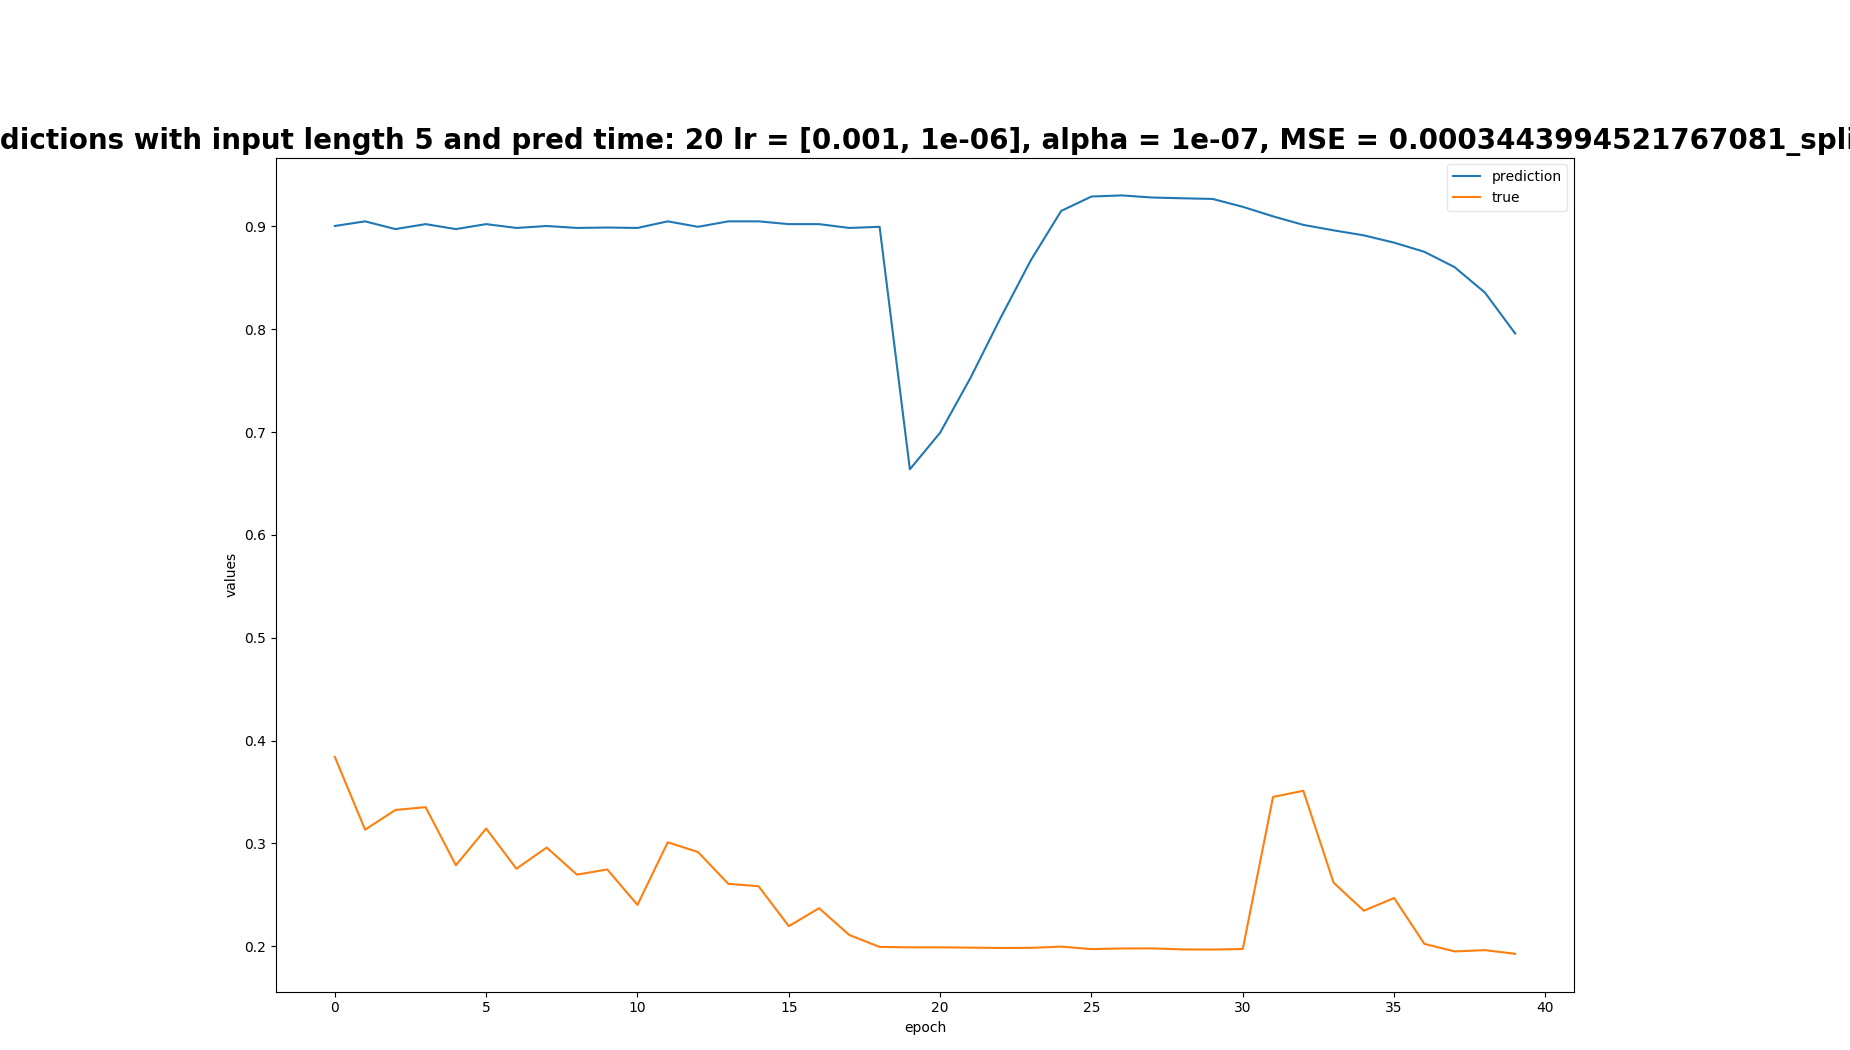 dictions with input length 5 and pred time: 20 lr = [0.001, 1e-06], alpha = 1e-07, MSE = 0.0003443994521767081_spli
prediction
true
0.9
0.8
0.7
0.6
0.5
0.4
0.3
0.2
values
0 5 10 15 20 25 30 35 40
epoch